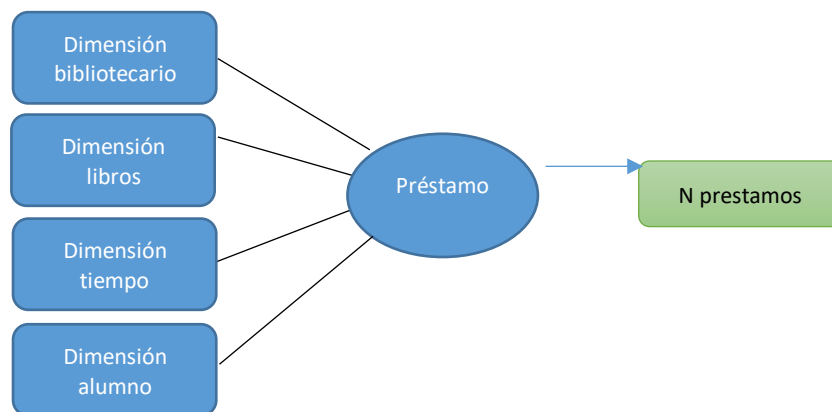 Dimensión
bibliotecario
Dimensión
libros
Dimensión
tiempo
Dimensión
alumno
Préstamo
N prestamos